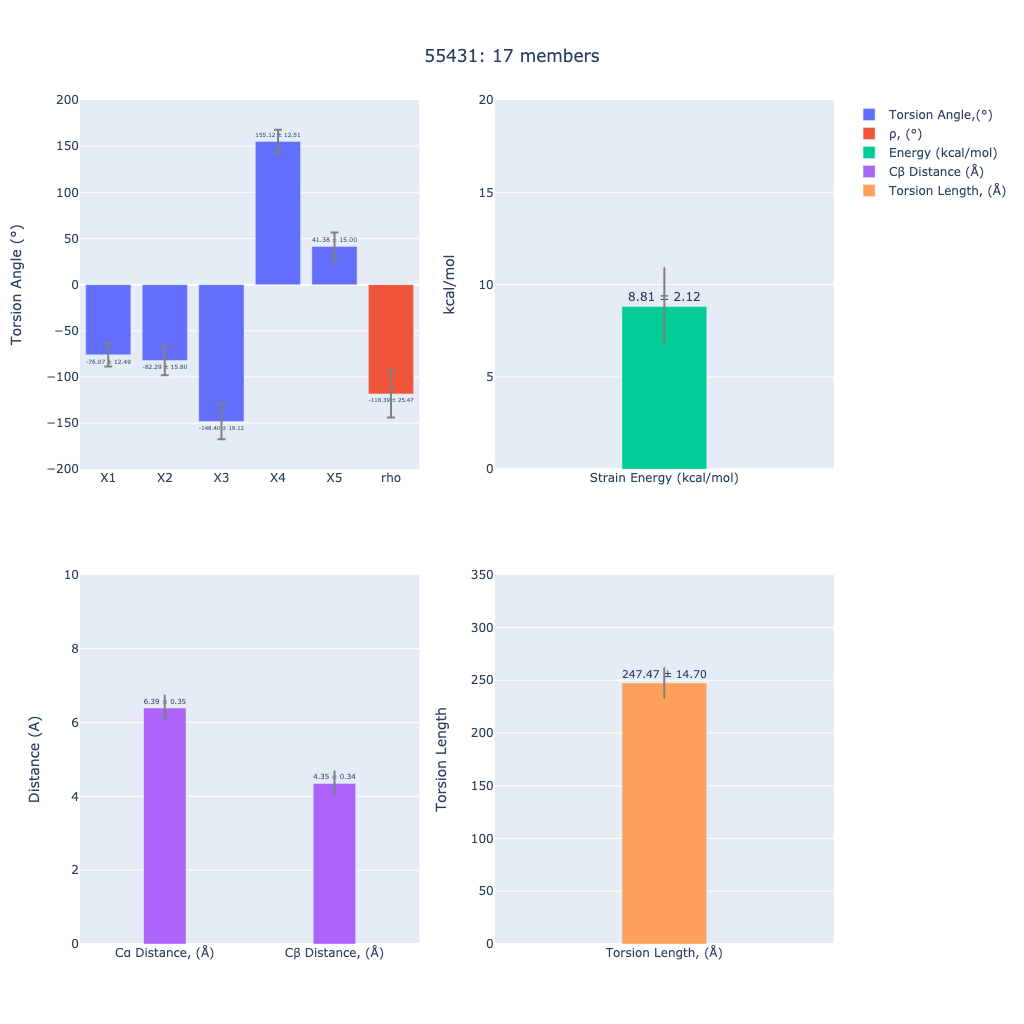 55431: 17 members
Torsion Angle (°)
200
150
100
50
0
−50
−100
−150
−200
-76.07 ± 12.49
-82.29 ± 15.80
-148.40 ± 19.12
155.12 ± 12.51
41.38 ± 15.00
-118.39 ± 25.47
X1 X2 X3 X4 X5 rho
kcal/mol
20
15
10
5
0
8.81 ± 2.12
Strain Energy (kcal/mol)
Torsion Angle,(°)
ρ, (°)
Energy (kcal/mol)
Cβ Distance (Å)
Torsion Length, (Å)
Distance (A)
10
8
6
4
2
0
6.39 ± 0.35
4.35 ± 0.34
Cα Distance, (Å) Cβ Distance, (Å)
Torsion Length
350
300
250
200
150
100
50
0
247.47 ± 14.70
Torsion Length, (Å)